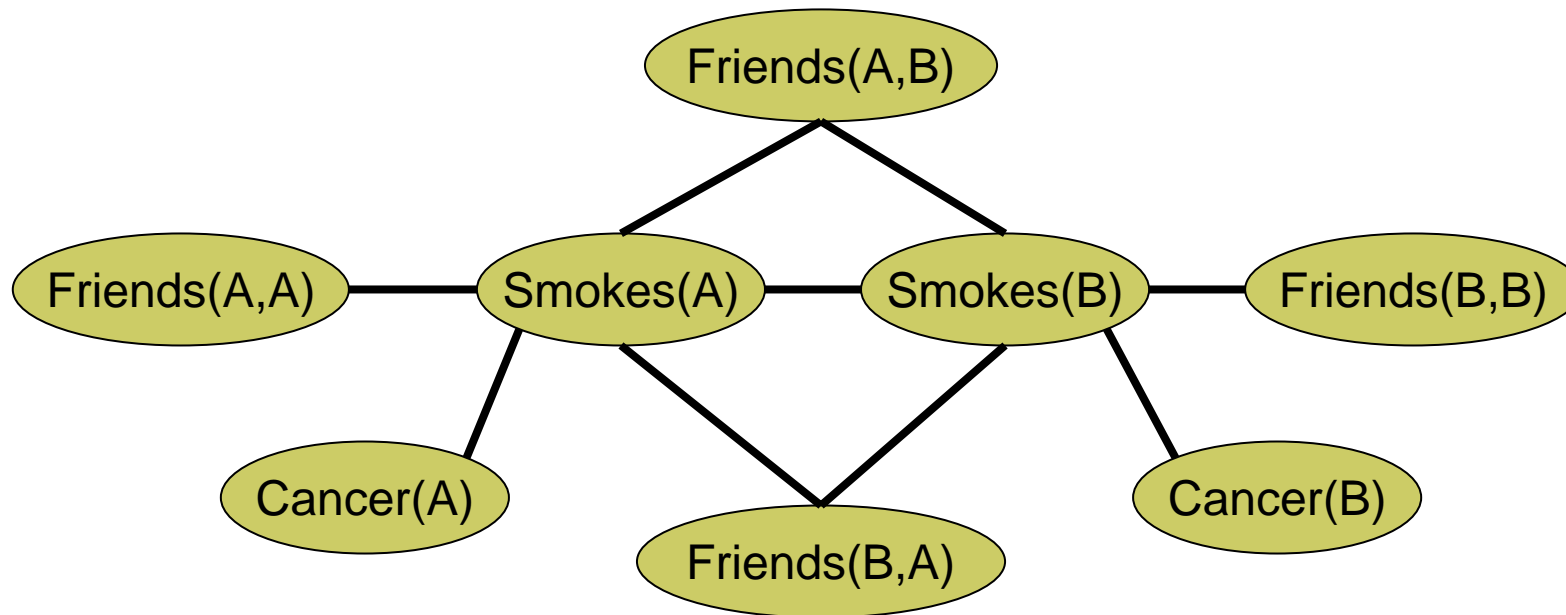 Friends(A,B)
Friends(A,A)
Smokes(A)
Smokes(B)
Friends(B,B)
Cancer(A)
Cancer(B)
Friends(B,A)